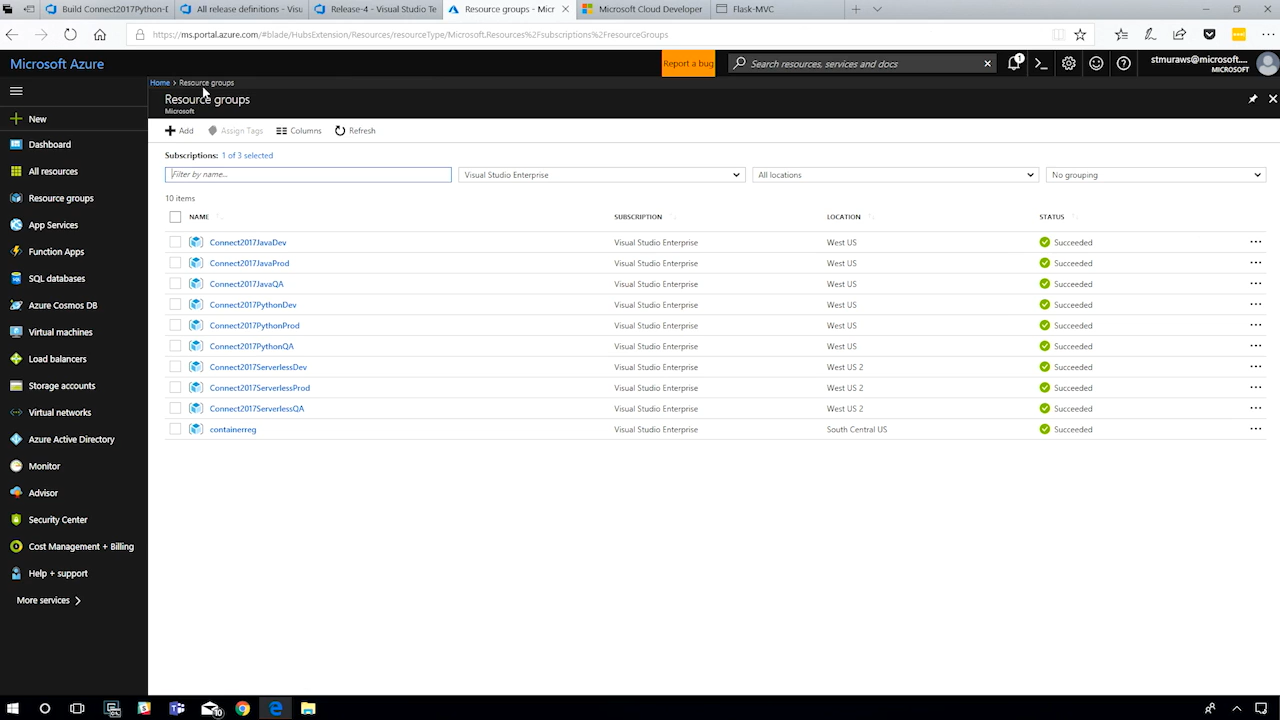 Build Connect2017Python-D
All release definitions - Visu
Release-4 - Visual Studio Te
Resource groups - Micr
Microsoft Cloud Developer
Flask-MVC
https://ms.portal.azure.com/#blade/HubsExtension/Resources/resourceType/Microsoft.Resources%2Fsubscriptions%2FresourceGroups
Microsoft Azure
Report a bug
Search resources, services and docs
1
stmuraws@microsoft....
MICROSOFT
Home > Resource groups
Resource groups
Microsoft
New
Dashboard
All resources
Resource groups
App Services
Function Apps
SQL databases
Azure Cosmos DB
Virtual machines
Load balancers
Storage accounts
Virtual networks
Azure Active Directory
Monitor
Advisor
Security Center
Cost Management + Billing
Help + support
More services
Add
Assign Tags
Columns
Refresh
Subscriptions: 1 of 3 selected
Filter by name...
Visual Studio Enterprise
All locations
No grouping
10 items
NAME SUBSCRIPTION LOCATION STATUS
Connect2017JavaDev Visual Studio Enterprise West US Succeeded ...
Connect2017JavaProd Visual Studio Enterprise West US Succeeded ...
Connect2017JavaQA Visual Studio Enterprise West US Succeeded ...
Connect2017PythonDev Visual Studio Enterprise West US Succeeded ...
Connect2017PythonProd Visual Studio Enterprise West US Succeeded ...
Connect2017PythonQA Visual Studio Enterprise West US Succeeded ...
Connect2017ServerlessDev Visual Studio Enterprise West US 2 Succeeded ...
Connect2017ServerlessProd Visual Studio Enterprise West US 2 Succeeded ...
Connect2017ServerlessQA Visual Studio Enterprise West US 2 Succeeded ...
containerreg Visual Studio Enterprise South Central US Succeeded ...
10